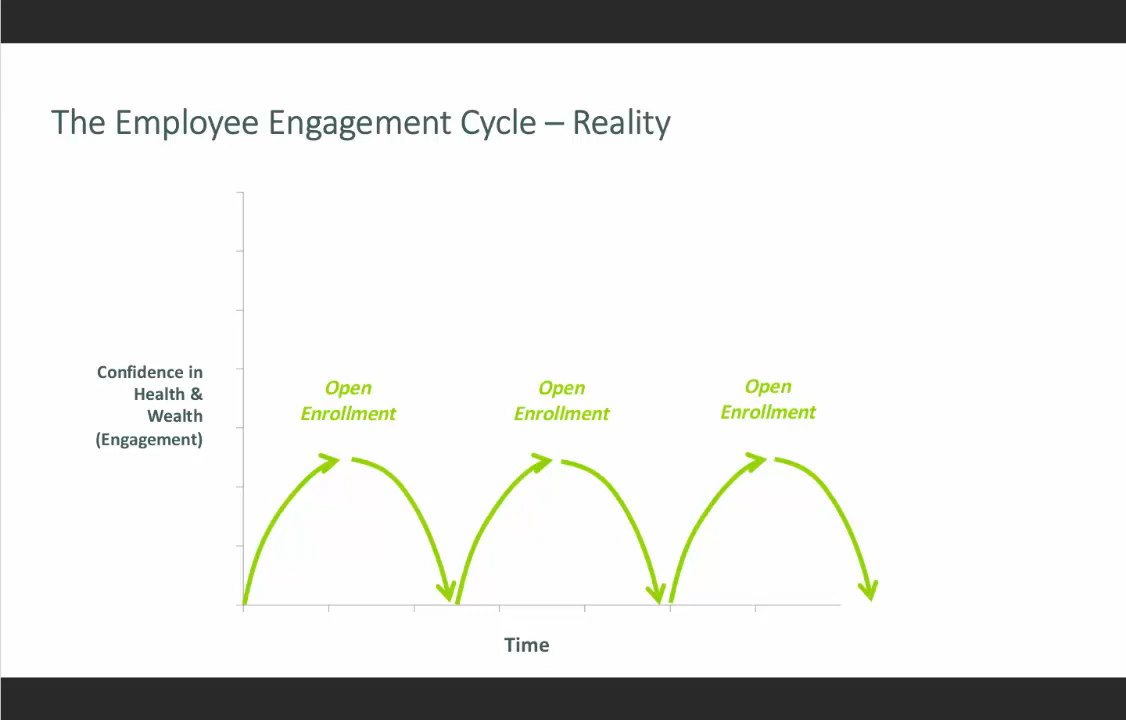 The Employee Engagement Cycle – Reality
Confidence in
Health &
Wealth
(Engagement)
Open
Enrollment
Open
Enrollment
Open
Enrollment
Time